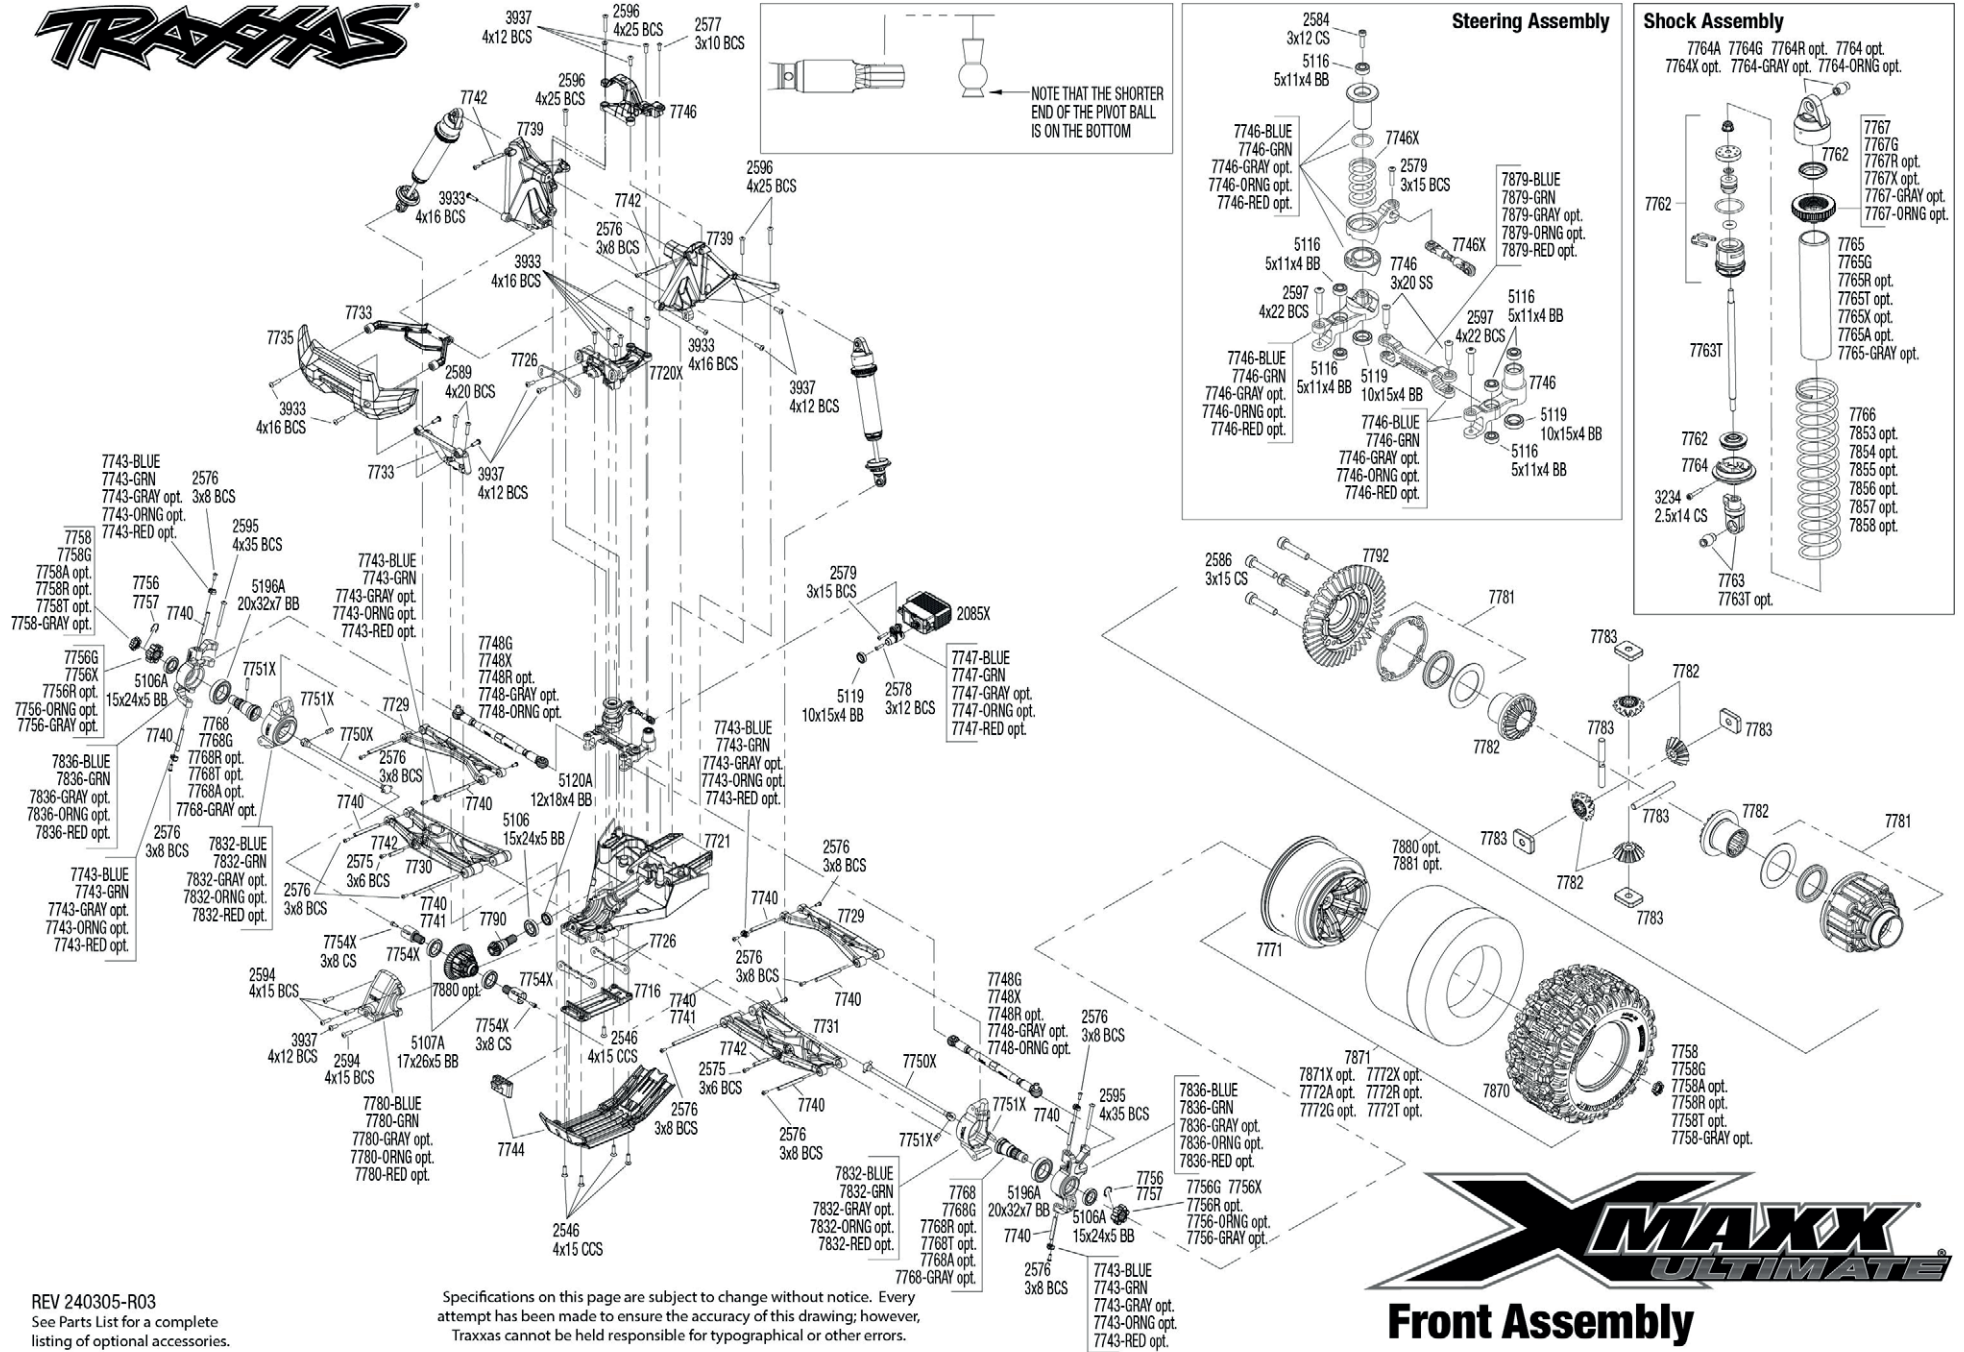 TRAXXAS
3937
4x12 BCS
2596
4x25 BCS
2577
3x10 BCS
2596
4x25 BCS
7746
7742
7739
3933
4x16 BCS
7742
2576
3x8 BCS
7739
2596
4x25 BCS
3933
4x16 BCS
7733
7735
2589
4x20 BCS
7726
7720X
3933
4x16 BCS
3937
4x12 BCS
3933
4x16 BCS
7733
3937
4x12 BCS
NOTE THAT THE SHORTER
END OF THE PIVOT BALL
IS ON THE BOTTOM
Steering Assembly
2584
3x12 CS
5116
5x11x4 BB
7746-BLUE
7746-GRN
7746-GRAY opt.
7746-ORNG opt.
7746-RED opt.
7746X
2579
3x15 BCS
7879-BLUE
7879-GRN
7879-GRAY opt.
7879-ORNG opt.
7879-RED opt.
7746X
5116
5x11x4 BB
7746
3x20 SS
2597
4x22 BCS
2597
4x22 BCS
5116
5x11x4 BB
7746-BLUE
7746-GRN
7746-GRAY opt.
7746-ORNG opt.
7746-RED opt.
5116
5x11x4 BB
5119
10x15x4 BB
7746
5119
10x15x4 BB
7746-BLUE
7746-GRN
7746-GRAY opt.
7746-ORNG opt.
7746-RED opt.
5116
5x11x4 BB
Shock Assembly
7764A 7764G 7764R opt. 7764 opt.
7764X opt. 7764-GRAY opt. 7764-ORNG opt.
7762
7762
7767
7767G
7767R opt.
7767X opt.
7767-GRAY opt.
7767-ORNG opt.
7765
7765G
7765R opt.
7765T opt.
7765X opt.
7765A opt.
7765-GRAY opt.
7763T
7766
7853 opt.
7854 opt.
7855 opt.
7856 opt.
7857 opt.
7858 opt.
7762
7764
3234
2.5x14 CS
7763
7763T opt.
7743-BLUE
7743-GRN
7743-GRAY opt.
7743-ORNG opt.
7743-RED opt.
2576
3x8 BCS
2595
4x35 BCS
7758
7758G
7758A opt.
7758R opt.
7758T opt.
7758-GRAY opt.
7756
7757
7740
5196A
20x32x7 BB
7743-BLUE
7743-GRN
7743-GRAY opt.
7743-ORNG opt.
7743-RED opt.
7756G
7756X
7756R opt.
7756-ORNG opt.
7756-GRAY opt.
5106A
15x24x5 BB
7751X
7751X
7729
7748G
7748X
7748R opt.
7748-GRAY opt.
7748-ORNG opt.
7740
7768
7768G
7768R opt.
7768T opt.
7768A opt.
7768-GRAY opt.
7750X
2576
3x8 BCS
7836-BLUE
7836-GRN
7836-GRAY opt.
7836-ORNG opt.
7836-RED opt.
2576
3x8 BCS
7740
7740
5120A
12x18x4 BB
5106
15x24x5 BB
7832-BLUE
7832-GRN
7832-GRAY opt.
7832-ORNG opt.
7832-RED opt.
7742
2575
3x6 BCS
7730
2576
3x8 BCS
7743-BLUE
7743-GRN
7743-GRAY opt.
7743-ORNG opt.
7743-RED opt.
7740
7741
7790
7754X
3x8 CS
7754X
7880 opt.
7754X
2594
4x15 BCS
3937
4x12 BCS
2594
4x15 BCS
5107A
17x26x5 BB
7754X
3x8 CS
7780-BLUE
7780-GRN
7780-GRAY opt.
7780-ORNG opt.
7780-RED opt.
2579
3x15 BCS
2085X
5119
10x15x4 BB
2578
3x12 BCS
7747-BLUE
7747-GRN
7747-GRAY opt.
7747-ORNG opt.
7747-RED opt.
7743-BLUE
7743-GRN
7743-GRAY opt.
7743-ORNG opt.
7743-RED opt.
7721
2576
3x8 BCS
7740
7729
2576
3x8 BCS
7740
7726
7716
2546
4x15 CCS
7740
7741
7731
7742
2575
3x6 BCS
7740
2576
3x8 BCS
2576
3x8 BCS
7744
2546
4x15 CCS
7748G
7748X
7748R opt.
7748-GRAY opt.
7748-ORNG opt.
7750X
2576
3x8 BCS
7751X
7740
2595
4x35 BCS
7751X
7836-BLUE
7836-GRN
7836-GRAY opt.
7836-ORNG opt.
7836-RED opt.
7832-BLUE
7832-GRN
7832-GRAY opt.
7832-ORNG opt.
7832-RED opt.
7768
7768G
7768R opt.
7768T opt.
7768A opt.
7768-GRAY opt.
5196A
20x32x7 BB
7756
7757
7740
5106A
15x24x5 BB
7756G 7756X
7756R opt.
7756-ORNG opt.
7756-GRAY opt.
2576
3x8 BCS
7743-BLUE
7743-GRN
7743-GRAY opt.
7743-ORNG opt.
7743-RED opt.
2586
3x15 CS
7792
7781
7783
7782
7782
7783
7783
7783
7783
7782
7782
7783
7781
7880 opt.
7881 opt.
7771
7871
7871X opt. 7772X opt.
7772A opt. 7772R opt.
7772G opt. 7772T opt.
7870
7758
7758G
7758A opt.
7758R opt.
7758T opt.
7758-GRAY opt.
X MAXX
ULTIMATE
Front Assembly
REV 240305-R03
See Parts List for a complete
listing of optional accessories.
Specifications on this page are subject to change without notice. Every
attempt has been made to ensure the accuracy of this drawing; however,
Traxxas cannot be held responsible for typographical or other errors.